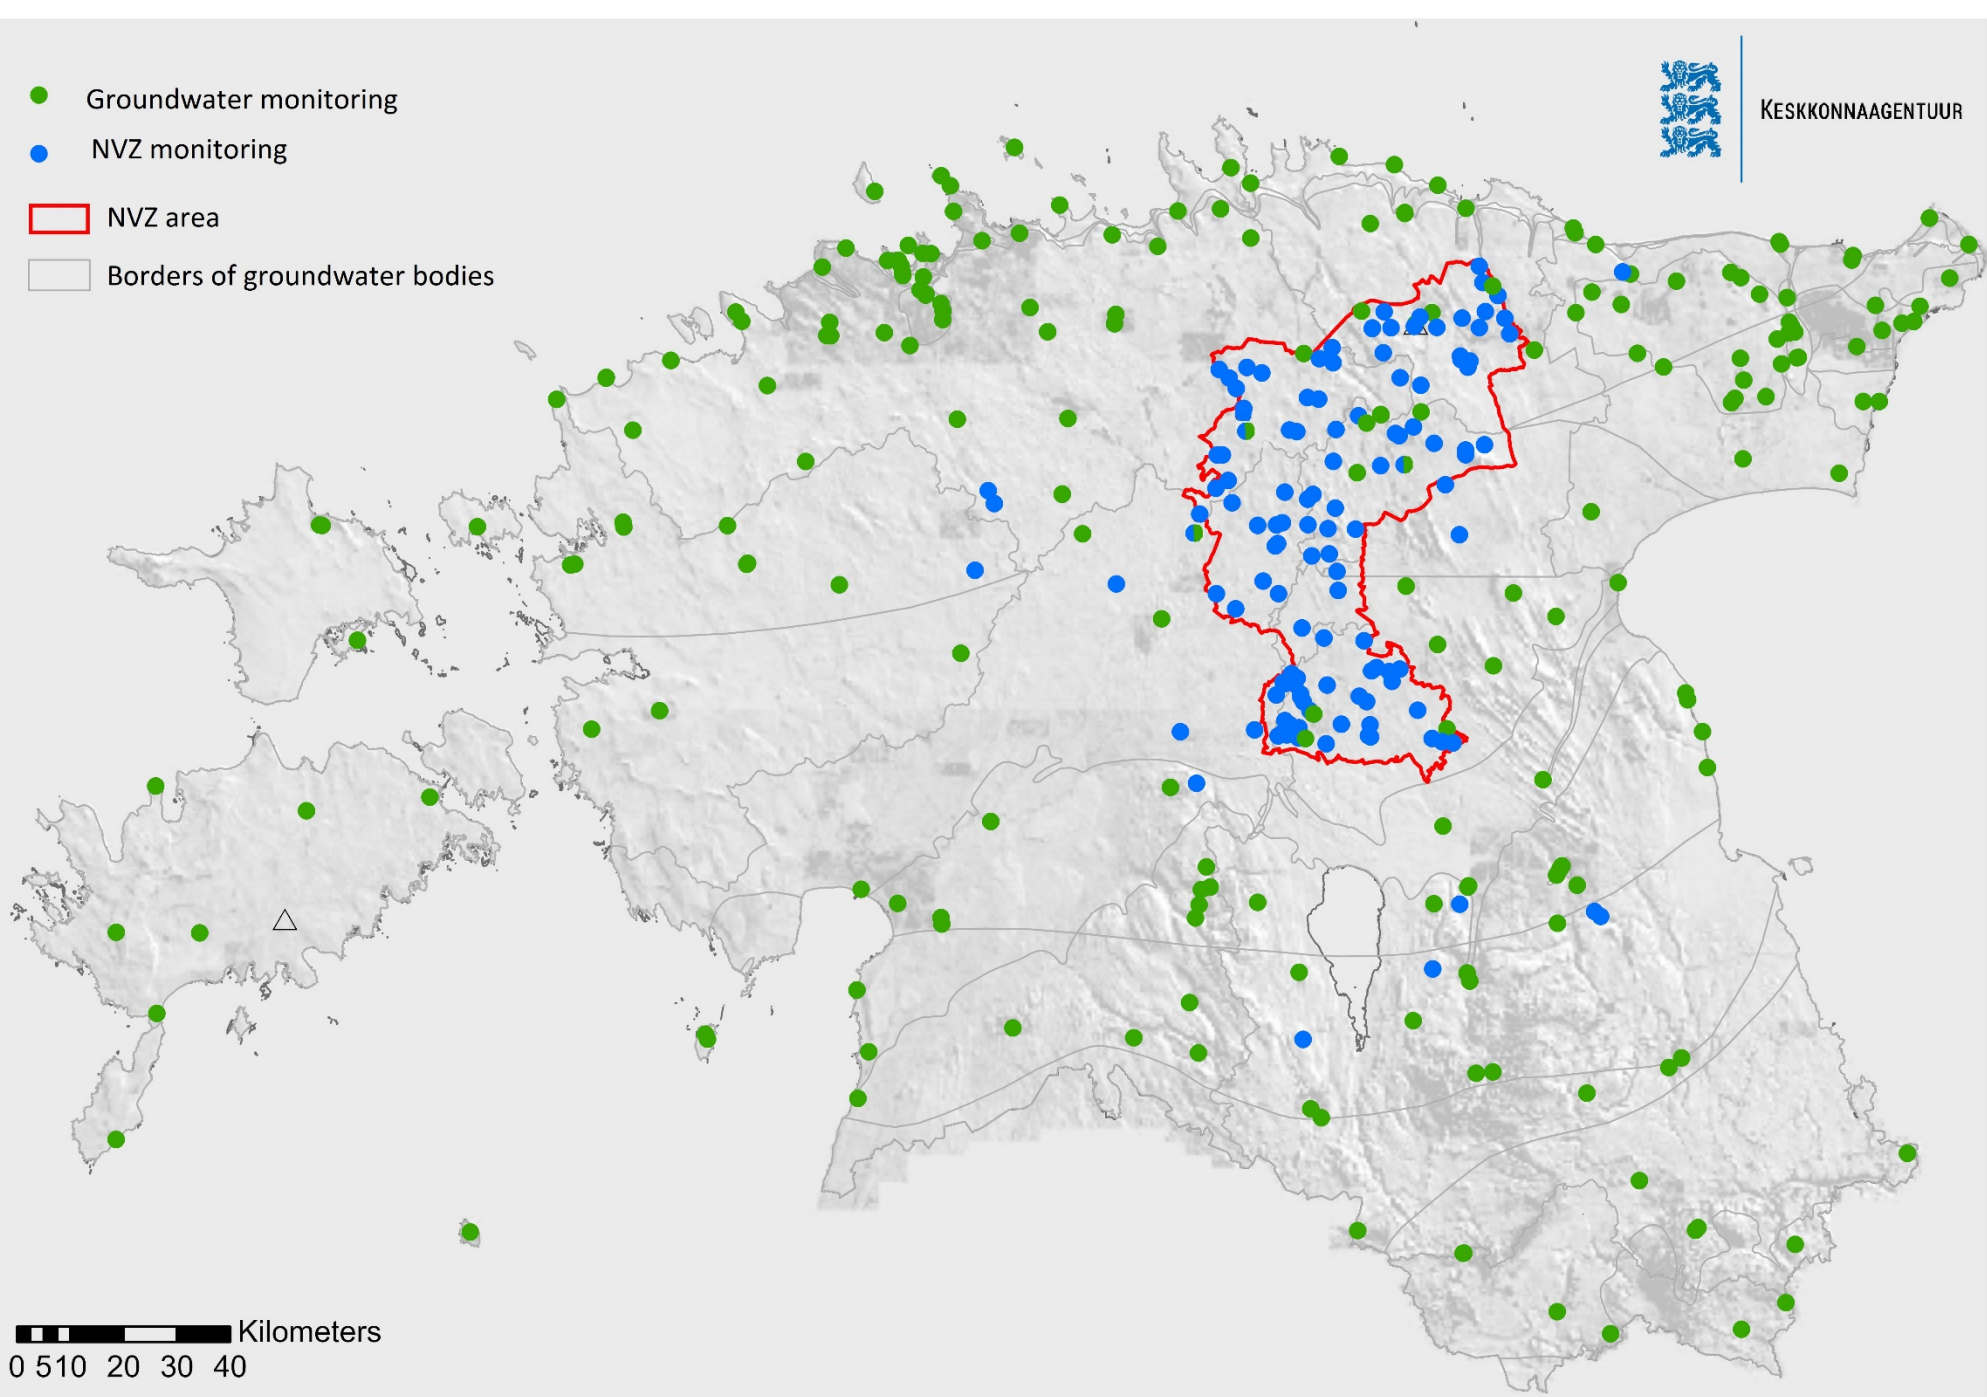 Groundwater monitoring
NVZ monitoring
NVZ area
Borders of groundwater bodies
KESKKONNAAGENTUUR
Kilometers
0 510 20 30 40